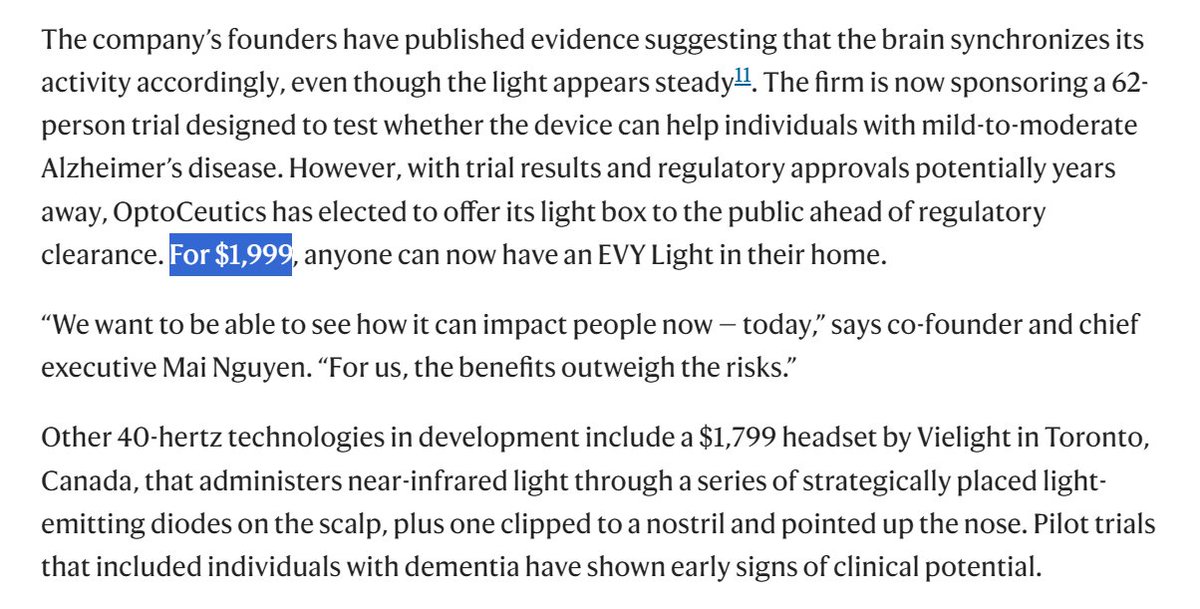 The company’s founders have published evidence suggesting that the brain synchronizes its
activity accordingly, even though the light appears steady11. The firm is now sponsoring a 62-
person trial designed to test whether the device can help individuals with mild-to-moderate
Alzheimer’s disease. However, with trial results and regulatory approvals potentially years
away, OptoCeutics has elected to offer its light box to the public ahead of regulatory
clearance. For $1,999, anyone can now have an EVY Light in their home.
“We want to be able to see how it can impact people now – today,” says co-founder and chief
executive Mai Nguyen. “For us, the benefits outweigh the risks.”
Other 40-hertz technologies in development include a $1,799 headset by Vielight in Toronto,
Canada, that administers near-infrared light through a series of strategically placed light-
emitting diodes on the scalp, plus one clipped to a nostril and pointed up the nose. Pilot trials
that included individuals with dementia have shown early signs of clinical potential.